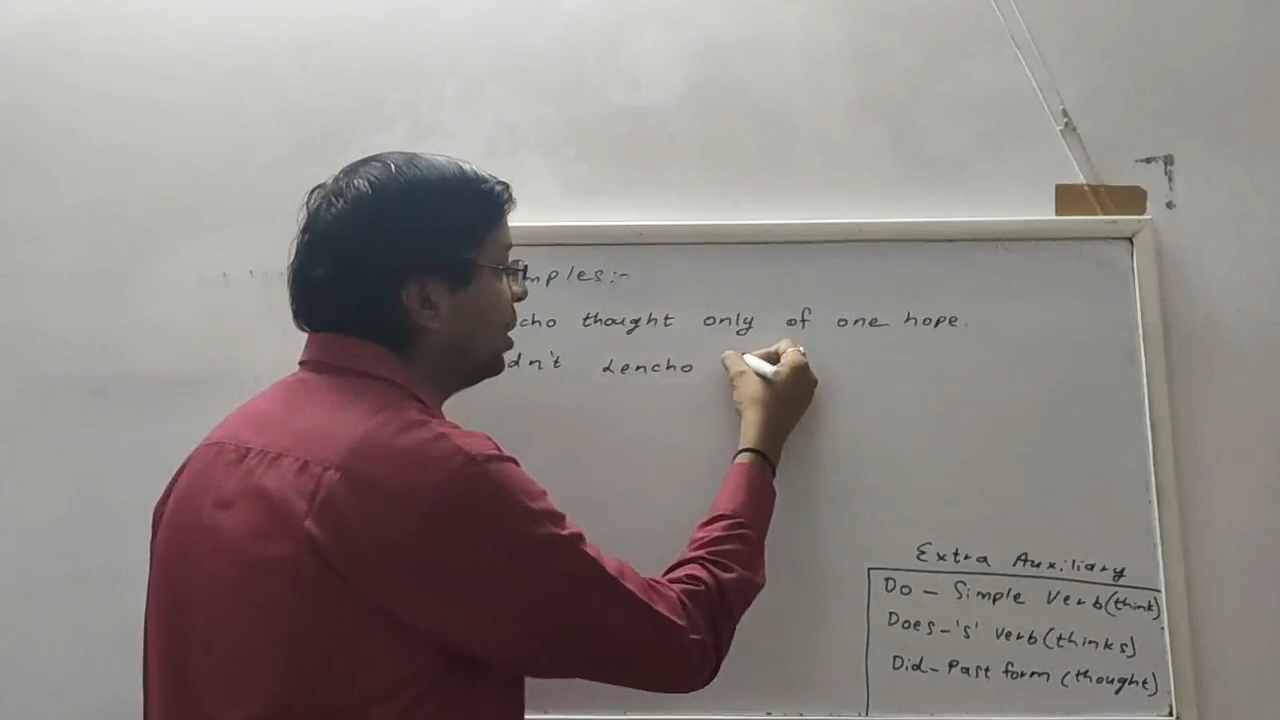 mples:-
cho thought only of one hope.
dn't Lencho
Extra Auxiliary
Do - Simple Verb(think)
Does-'s' verb(thinks)
Did-Past form (thought)